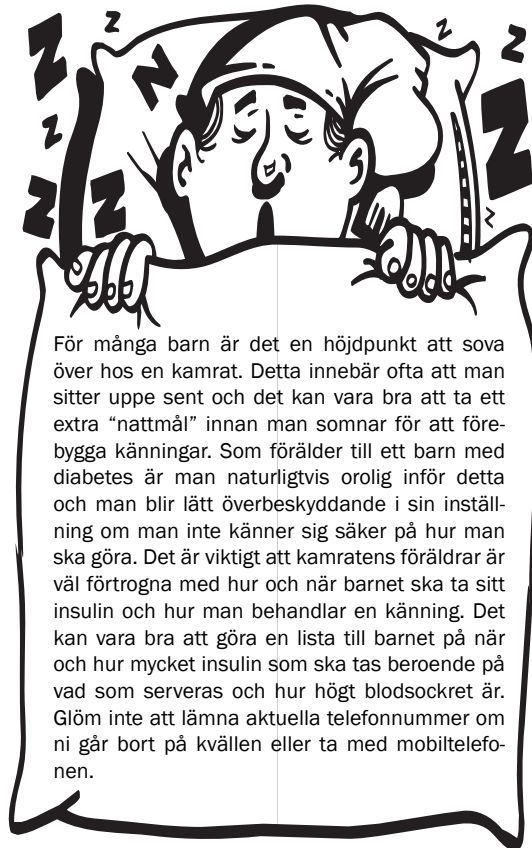 Z
Z
Z
Z
Z
Z
Z
Z
Z
Z
För många barn är det en höjdpunkt att sova
över hos en kamrat. Detta innebär ofta att man
sitter uppe sent och det kan vara bra att ta ett
extra “nattmål” innan man somnar för att före-
bygga känningar. Som förälder till ett barn med
diabetes är man naturligtvis orolig inför detta
och man blir lätt överbeskyddande i sin inställ-
ning om man inte känner sig säker på hur man
ska göra. Det är viktigt att kamratens föräldrar är
väl förtrogna med hur och när barnet ska ta sitt
insulin och hur man behandlar en känning. Det
kan vara bra att göra en lista till barnet på när
och hur mycket insulin som ska tas beroende på
vad som serveras och hur högt blodsockret är.
Glöm inte att lämna aktuella telefonnummer om
ni går bort på kvällen eller ta med mobiltelefo-
nen.